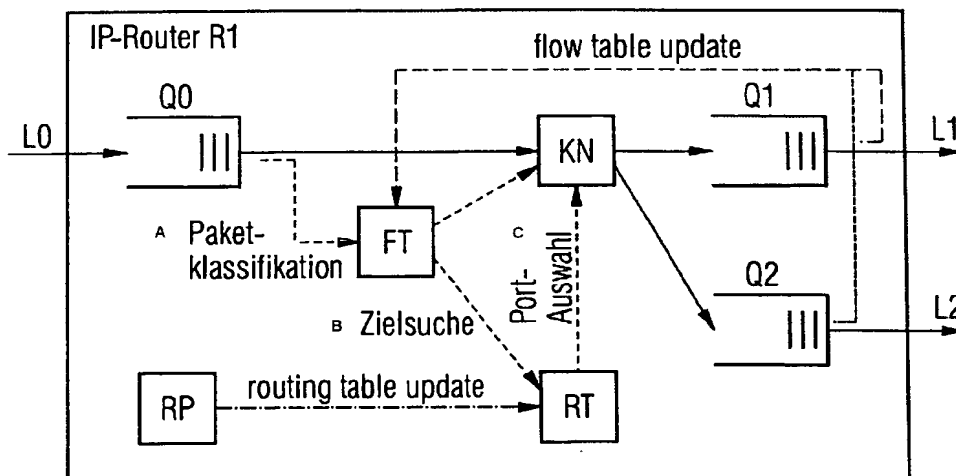 IP-Router R1
flow table update
Q0
Q1
L0
L1
KN
A Paket-
klassifikation
FT
C
Port-
Auswahl
Q2
B Zielsuche
L2
routing table update
RP
RT